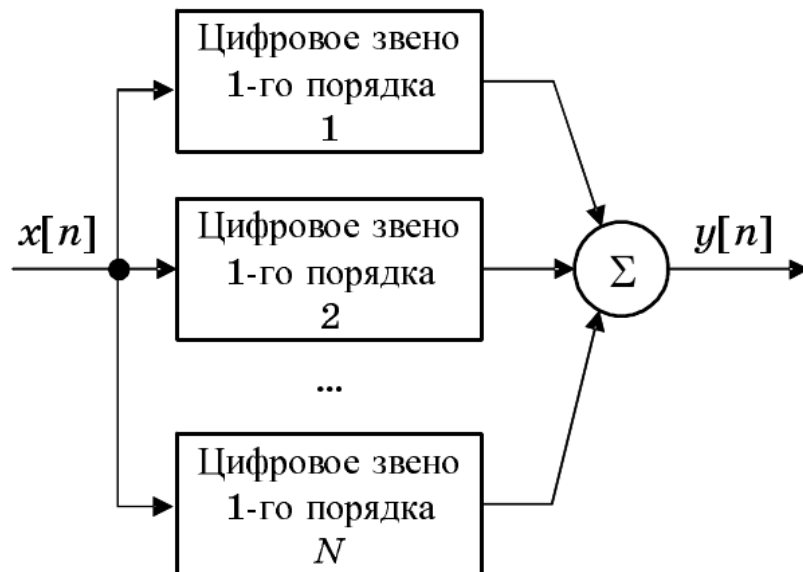 Цифровое звено
1-го порядка
1
x[n]
Цифровое звено
1-го порядка
2
Σ
y[n]
...
Цифровое звено
1-го порядка
N